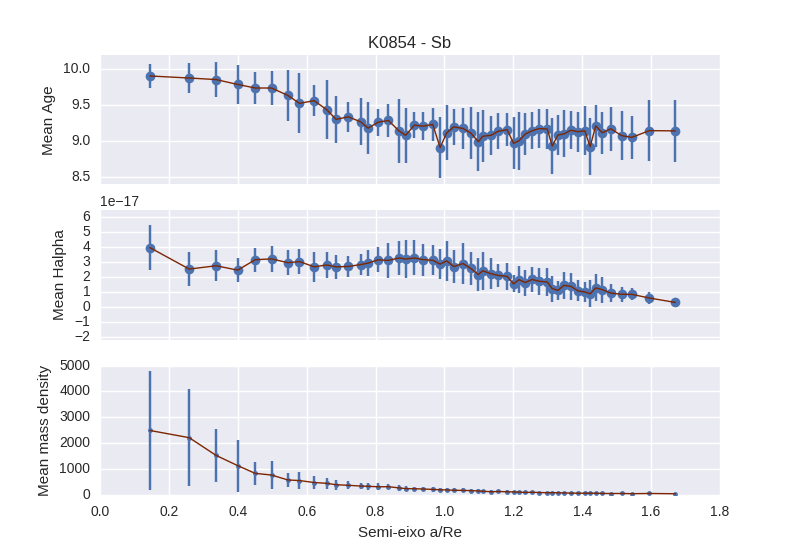 K0854 - Sb
10.0
9.5
9.0
8.5
Mean Age
1e−17
6
5
4
3
2
1
0
−1
−2
Mean Halpha
5000
4000
3000
2000
1000
0
Mean mass density
0.0 0.2 0.4 0.6 0.8 1.0 1.2 1.4 1.6 1.8
Semi-eixo a/Re